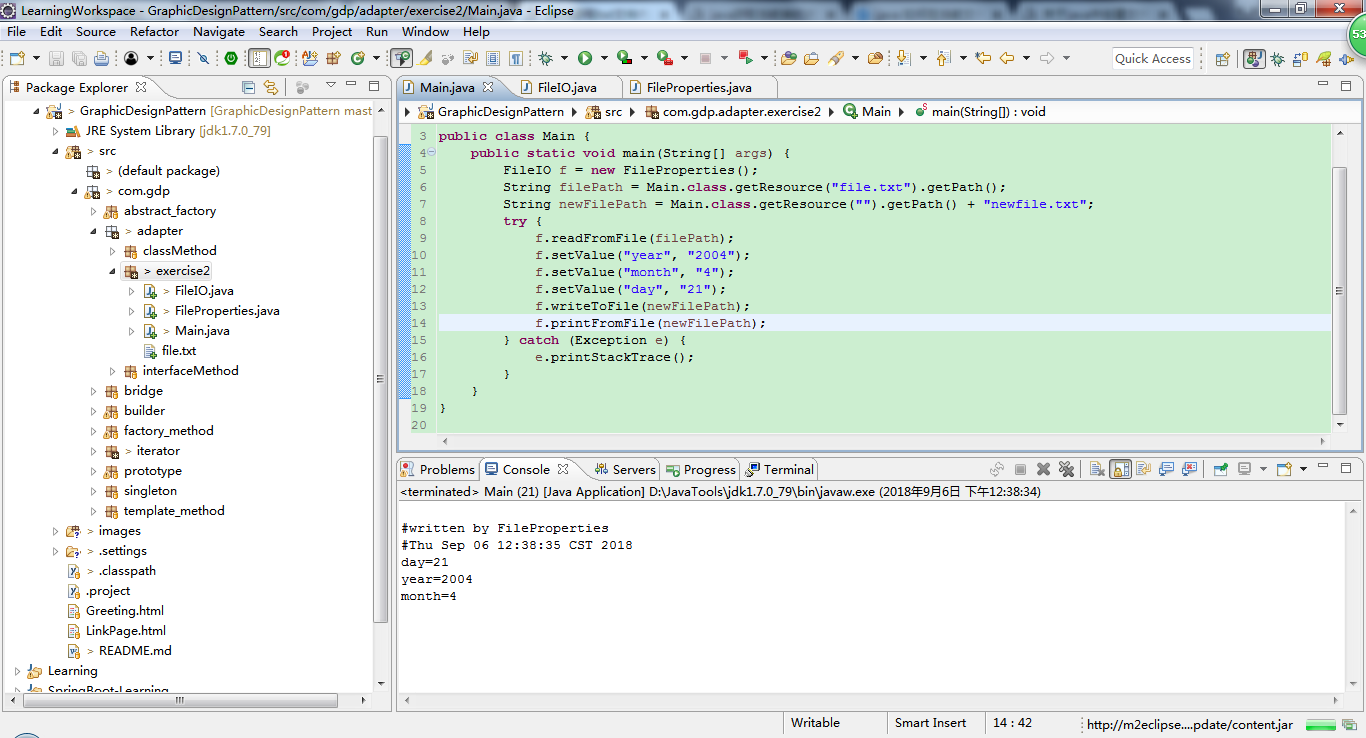 LearningWorkspace - GraphicDesignPattern/src/com/gdp/adapter/exercise2/Main.java - Eclipse
File Edit Source Refactor Navigate Search Project Run Window Help
53
Quick Access
Package Explorer
> GraphicDesignPattern [GraphicDesignPattern mast
JRE System Library [jdk1.7.0_79]
> src
> (default package)
> com.gdp
abstract_factory
> adapter
classMethod
> exercise2
> FileIO.java
> FileProperties.java
> Main.java
file.txt
interfaceMethod
bridge
builder
factory_method
> iterator
prototype
singleton
template_method
> images
> .settings
> .classpath
.project
Greeting.html
LinkPage.html
> README.md
Learning
SpringBoot-Learning
Main.java FileIO.java FileProperties.java
GraphicDesignPattern src com.gdp.adapter.exercise2 Main main(String[]) : void
3 public class Main {
4 public static void main(String[] args) {
5 FileIO f = new FileProperties();
6 String filePath = Main.class.getResource("file.txt").getPath();
7 String newFilePath = Main.class.getResource("").getPath() + "newfile.txt";
8 try {
9 f.readFromFile(filePath);
10 f.setValue("year", "2004");
11 f.setValue("month", "4");
12 f.setValue("day", "21");
13 f.writeToFile(newFilePath);
14 f.printFromFile(newFilePath);
15 } catch (Exception e) {
16 e.printStackTrace();
17 }
18 }
19 }
20
Problems Console Servers Progress Terminal
<terminated> Main (21) [Java Application] D:\JavaTools\jdk1.7.0_79\bin\javaw.exe (2018年9月6日 下午12:38:34)
#written by FileProperties
#Thu Sep 06 12:38:35 CST 2018
day=21
year=2004
month=4
Writable Smart Insert 14 : 42 http://m2eclipse....pdate/content.jar